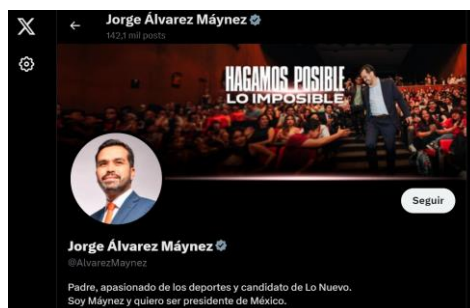 Jorge Álvarez Máynez
142,1 mil posts
HAGAMOS POSIBLE
LO IMPOSIBLE
Seguir
Jorge Álvarez Máynez
@AlvarezMaynez
Padre, apasionado de los deportes y candidato de Lo Nuevo.
Soy Máynez y quiero ser presidente de México.